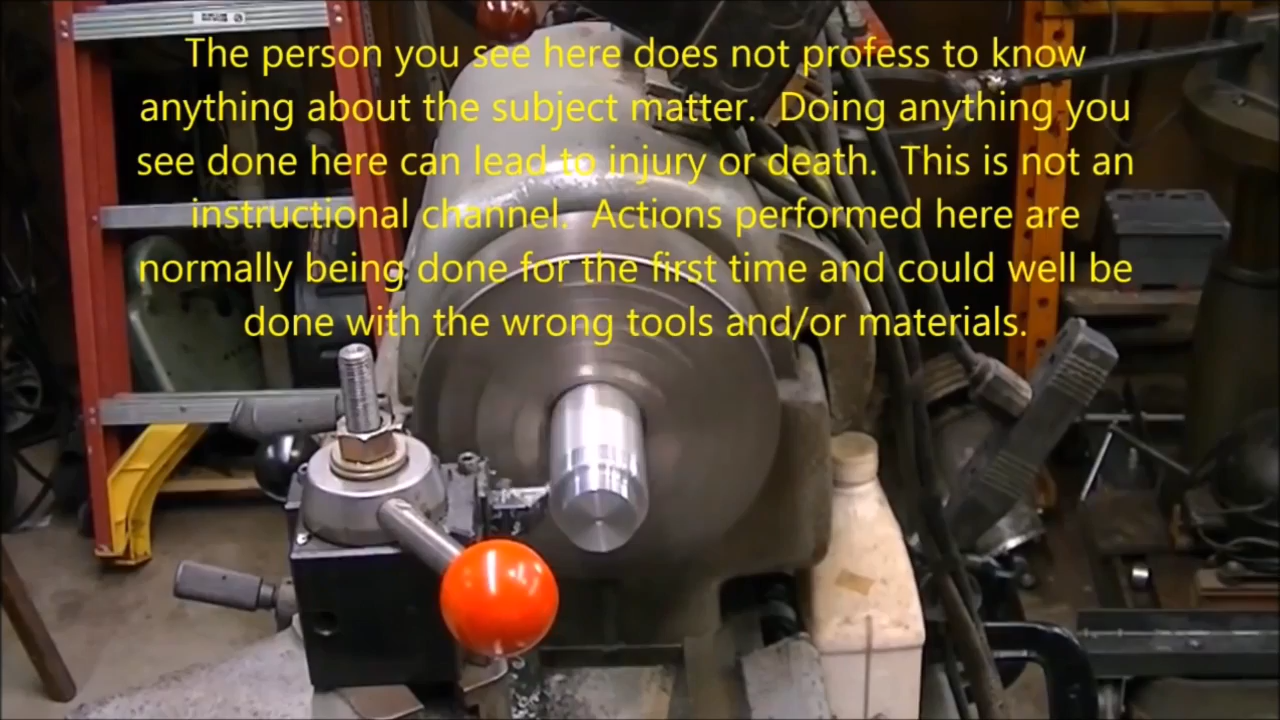 The person you see here does not profess to know
anything about the subject matter.  Doing anything you
see done here can lead to injury or death.  This is not an
instructional channel.  Actions performed here are
normally being done for the first time and could well be
done with the wrong tools and/or materials.